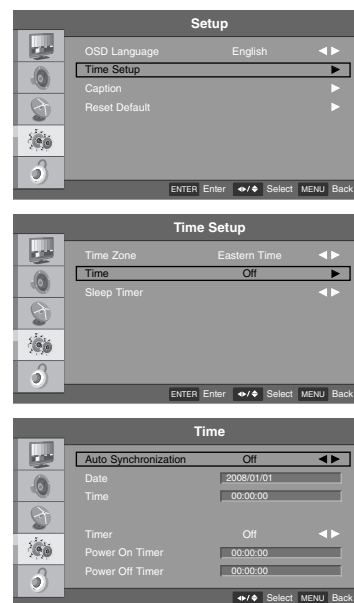 Setup
OSD Language English
Time Setup
Caption
Reset Default
ENTER Enter / Select MENU Back
Time Setup
Time Zone Eastern Time
Time Off
Sleep Timer
ENTER Enter / Select MENU Back
Time
Auto Synchronization Off
Date 2008/01/01
Time 00:00:00
Timer Off
Power On Timer 00:00:00
Power Off Timer 00:00:00
/ Select MENU Back